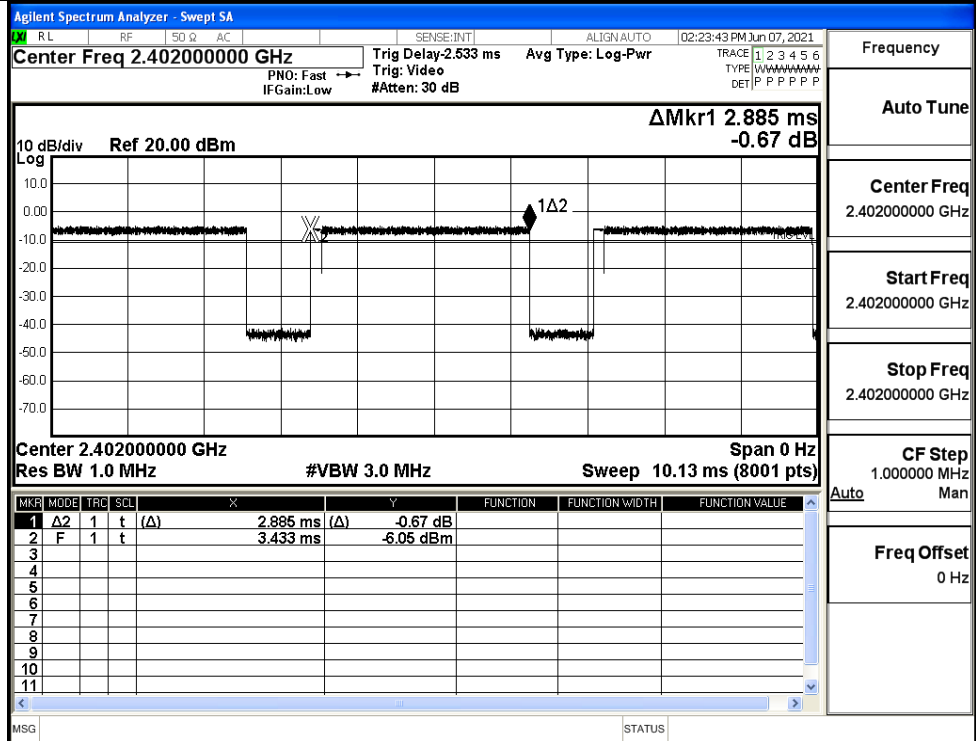 Agilent Spectrum Analyzer - Swept SA
LXI RL RF 50 Ω AC SENSE:INT ALIGN AUTO 02:23:43 PM Jun 07, 2021
Center Freq 2.402000000 GHz
Trig Delay-2.533 ms Avg Type: Log-Pwr TRACE 1 2 3 4 5 6
PNO: Fast Trig: Video TYPE WWWWWW
IFGain:Low #Atten: 30 dB DET P P P P P P
Frequency
ΔMkr1 2.885 ms
-0.67 dB
10 dB/div Ref 20.00 dBm
Log
10.0
0.00
-10.0
-20.0
-30.0
-40.0
-50.0
-60.0
-70.0
1Δ2
2
TRIG LVL
Center 2.402000000 GHz Span 0 Hz
Res BW 1.0 MHz #VBW 3.0 MHz Sweep 10.13 ms (8001 pts)
MKR MODE TRC SCL X Y FUNCTION FUNCTION WIDTH FUNCTION VALUE
1 Δ2 1 t (Δ) 2.885 ms (Δ) -0.67 dB
2 F 1 t 3.433 ms -6.05 dBm
3
4
5
6
7
8
9
10
11
MSG STATUS
Auto Tune
Center Freq
2.402000000 GHz
Start Freq
2.402000000 GHz
Stop Freq
2.402000000 GHz
CF Step
1.000000 MHz
Auto Man
Freq Offset
0 Hz